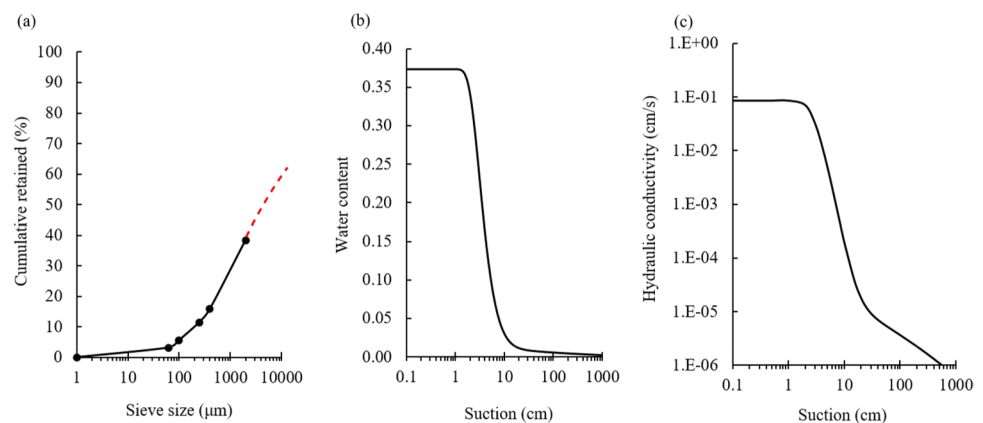 (a)
100
90
80
70
60
50
40
30
20
10
0
1
10
100
1000
10000
Cumulative retained (%)
Sieve size (μm)
(b)
0.40
0.35
0.30
0.25
0.20
0.15
0.10
0.05
0.00
0.1
1
10
100
1000
Water content
Suction (cm)
(c)
1.E+00
1.E-01
1.E-02
1.E-03
1.E-04
1.E-05
1.E-06
0.1
1
10
100
1000
Hydraulic conductivity (cm/s)
Suction (cm)